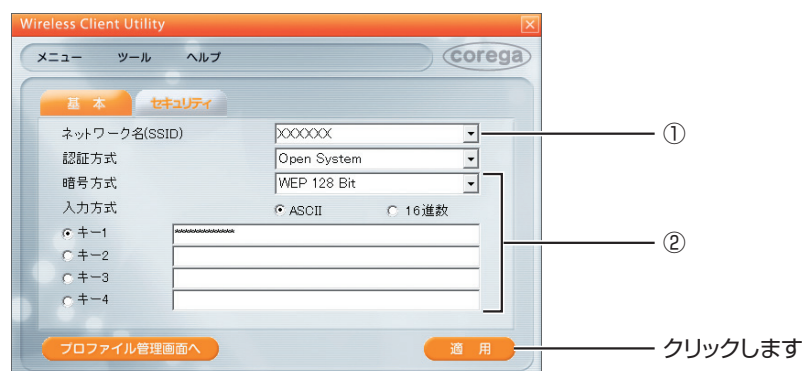 Wireless Client Utility
メニュー ツール ヘルプ corega
基 本 セキュリティ
ネットワーク名(SSID) XXXXXX ①
認証方式 Open System
暗号方式 WEP 128 Bit
入力方式 ASCII 16進数
キー1 *************
キー2 ②
キー3
キー4
プロファイル管理画面へ 適 用 クリックします